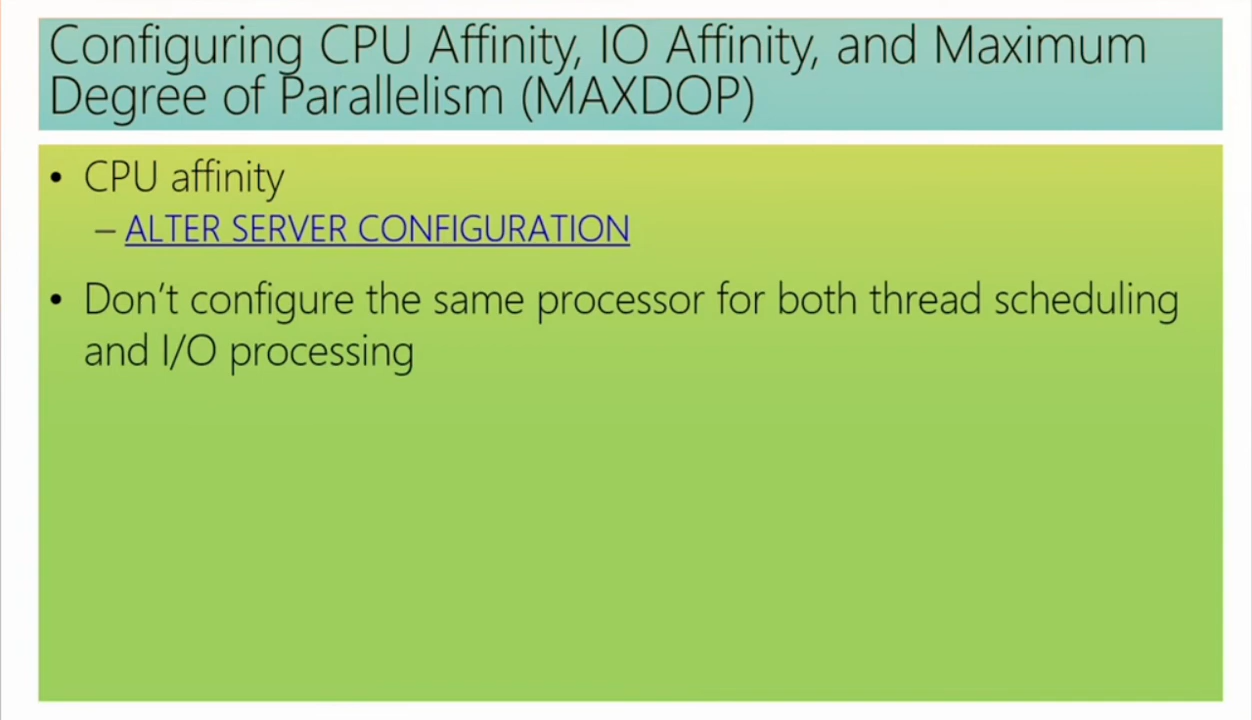 Configuring CPU Affinity, IO Affinity, and Maximum
Degree of Parallelism (MAXDOP)
• CPU affinity
– ALTER SERVER CONFIGURATION
• Don’t configure the same processor for both thread scheduling
and I/O processing